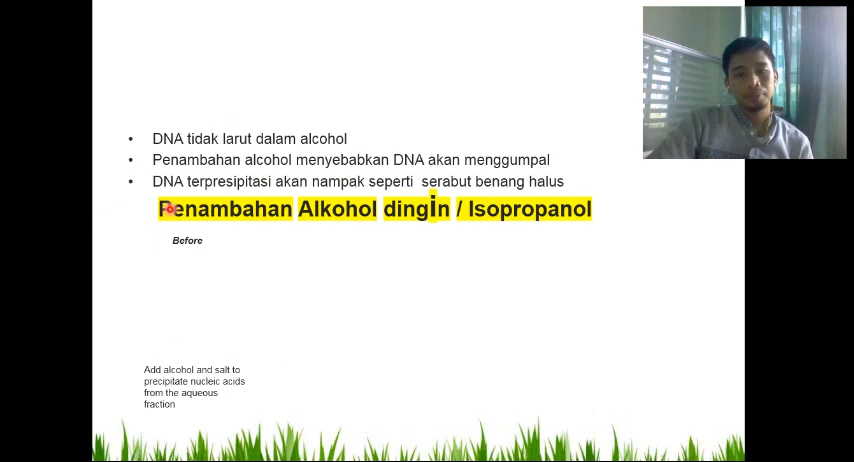 • DNA tidak larut dalam alcohol
• Penambahan alcohol menyebabkan DNA akan menggumpal
• DNA terpresipitasi akan nampak seperti serabut benang halus
Penambahan Alkohol dingin / Isopropanol
Before
Add alcohol and salt to
precipitate nucleic acids
from the aqueous
fraction